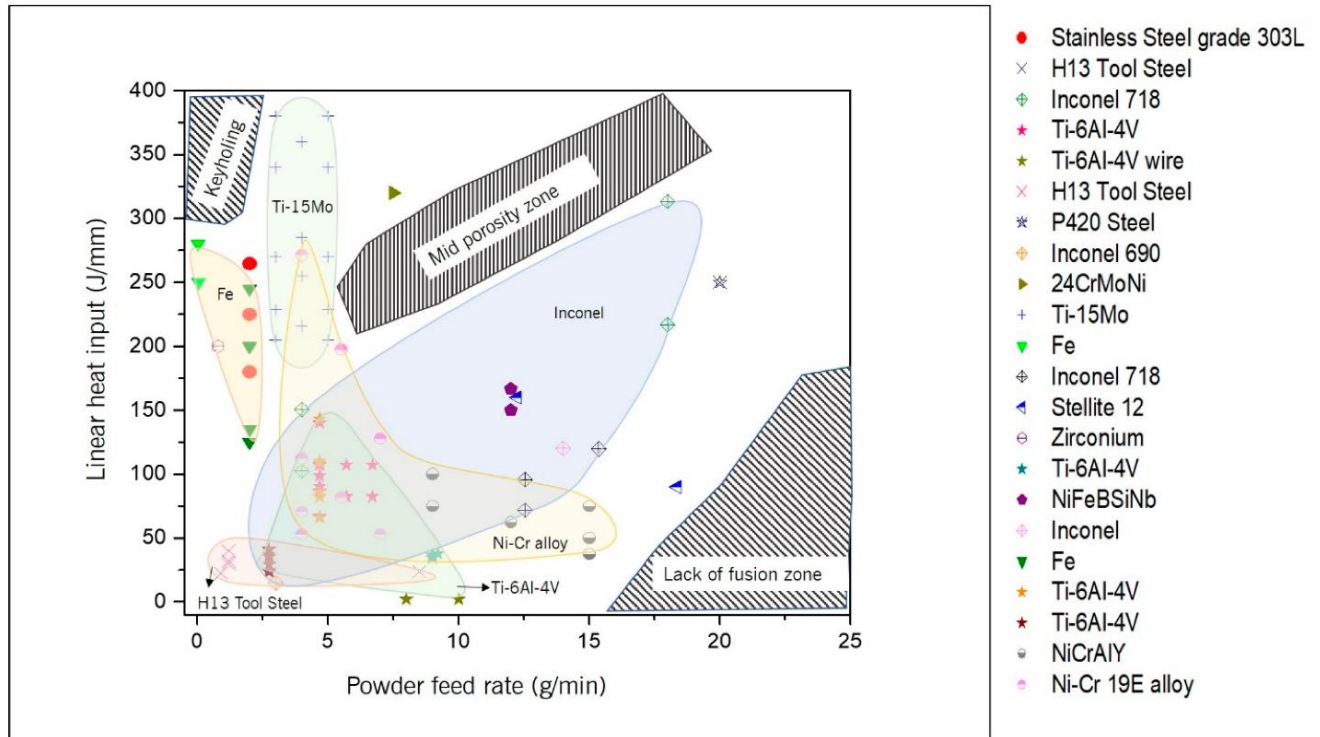 400
350
300
250
200
150
100
50
0
Linear heat input (J/mm)
0
5
10
15
20
25
Powder feed rate (g/min)
Keyholing
Ti-15Mo
Mid porosity zone
Fe
Inconel
Ni-Cr alloy
Lack of fusion zone
Ti-6Al-4V
H13 Tool Steel
Stainless Steel grade 303L
H13 Tool Steel
Inconel 718
Ti-6Al-4V
Ti-6Al-4V wire
H13 Tool Steel
P420 Steel
Inconel 690
24CrMoNi
Ti-15Mo
Fe
Inconel 718
Stellite 12
Zirconium
Ti-6Al-4V
NiFeBSiNb
Inconel
Fe
Ti-6Al-4V
Ti-6Al-4V
NiCrAlY
Ni-Cr 19E alloy